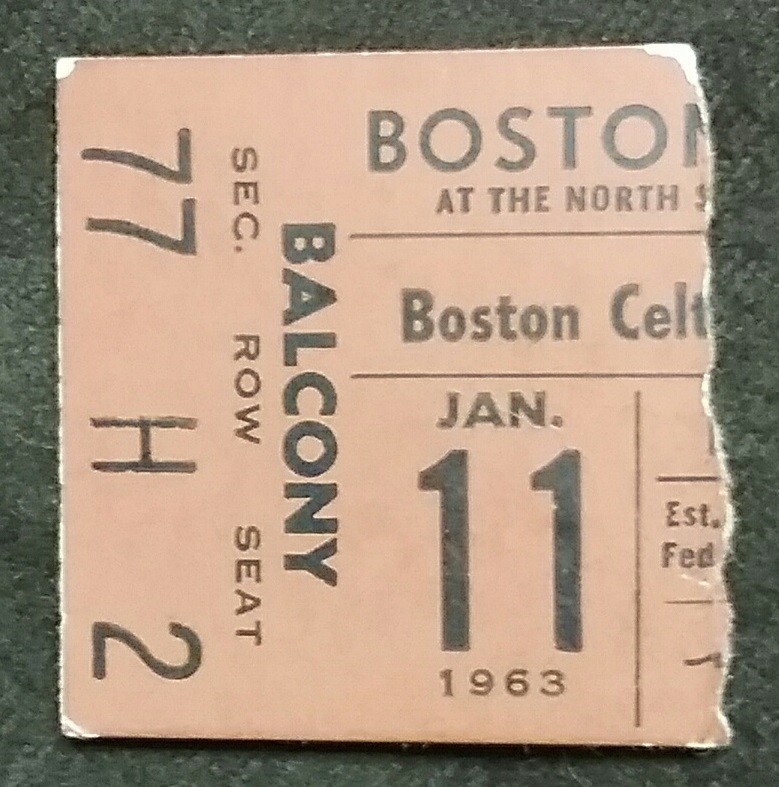 77 H 2
SEC. ROW SEAT
BALCONY
BOSTON
AT THE NORTH S
Boston Celt
JAN.
11
1963
Est.
Fed